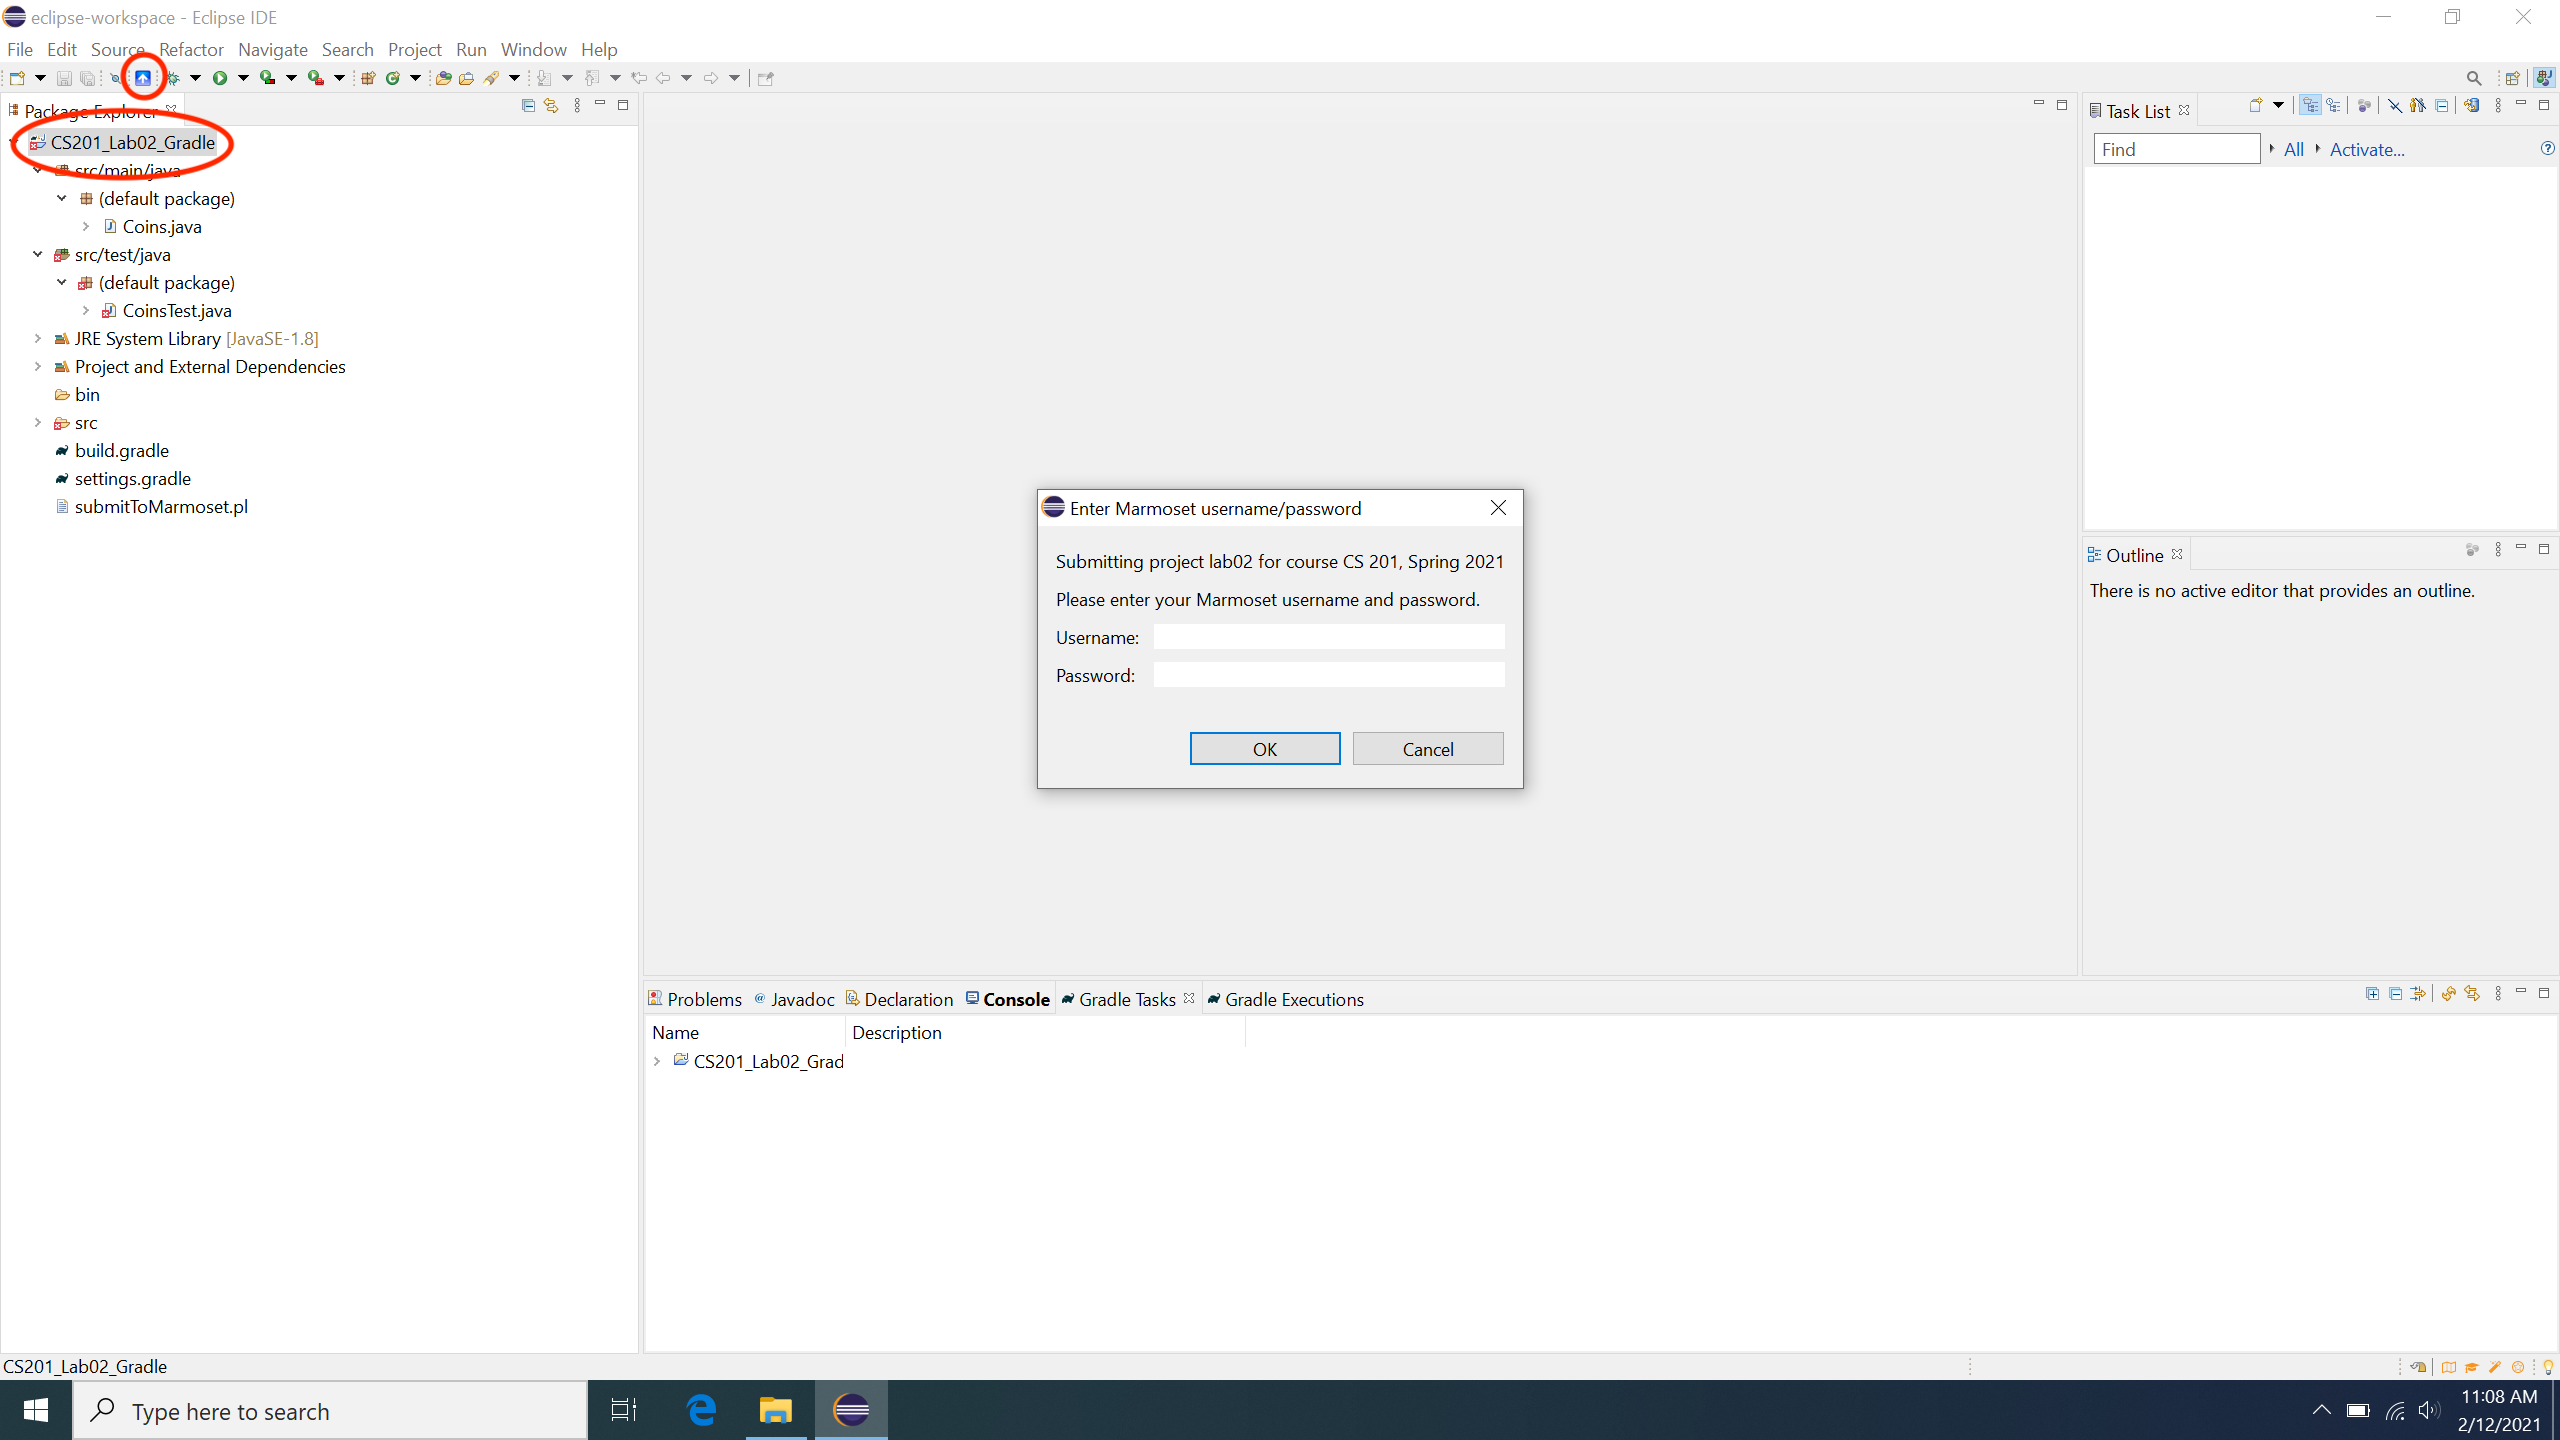 eclipse-workspace - Eclipse IDE
File Edit Source Refactor Navigate Search Project Run Window Help
Package Explorer
CS201_Lab02_Gradle
src/main/java
(default package)
Coins.java
src/test/java
(default package)
CoinsTest.java
JRE System Library [JavaSE-1.8]
Project and External Dependencies
bin
src
build.gradle
settings.gradle
submitToMarmoset.pl
Task List
Find All Activate...
Enter Marmoset username/password
Submitting project lab02 for course CS 201, Spring 2021
Please enter your Marmoset username and password.
Username:
Password:
OK Cancel
Outline
There is no active editor that provides an outline.
Problems @ Javadoc Declaration Console Gradle Tasks Gradle Executions
Name Description
CS201_Lab02_Grad
CS201_Lab02_Gradle
Type here to search
11:08 AM
2/12/2021